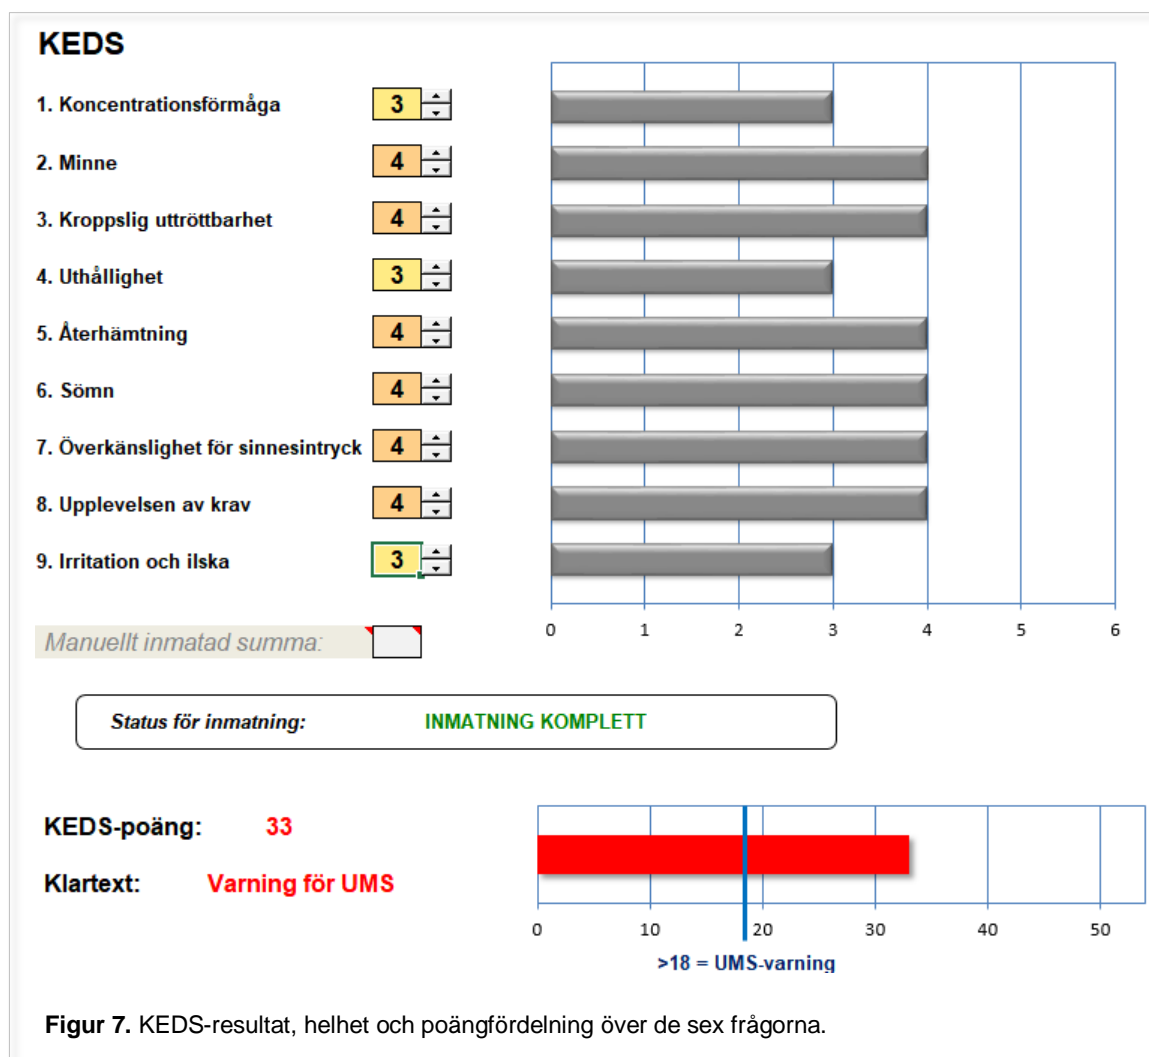 KEDS
1. Koncentrationsförmåga 3
2. Minne 4
3. Kroppslig uttröttbarhet 4
4. Uthållighet 3
5. Återhämtning 4
6. Sömn 4
7. Överkänslighet för sinnesintryck 4
8. Upplevelsen av krav 4
9. Irritation och ilska 3
0 1 2 3 4 5 6
Manuellt inmatad summa:
Status för inmatning: INMATNING KOMPLETT
KEDS-poäng: 33
Klartext: Varning för UMS
0 10 20 30 40 50
>18 = UMS-varning
Figur 7. KEDS-resultat, helhet och poängfördelning över de sex frågorna.